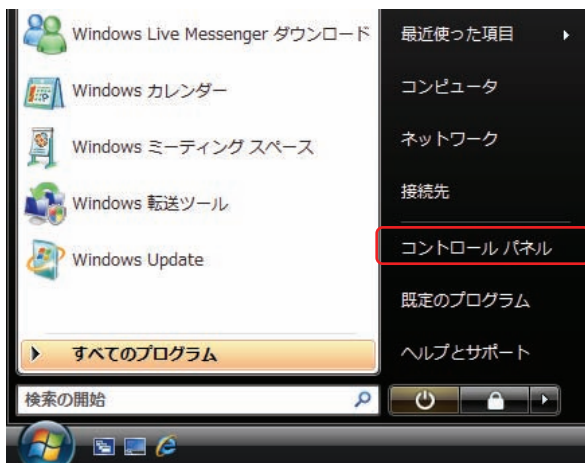 Windows Live Messenger ダウンロード
Windows カレンダー
Windows ミーティング スペース
Windows 転送ツール
Windows Update
すべてのプログラム
検索の開始
最近使った項目
コンピュータ
ネットワーク
接続先
コントロール パネル
既定のプログラム
ヘルプとサポート